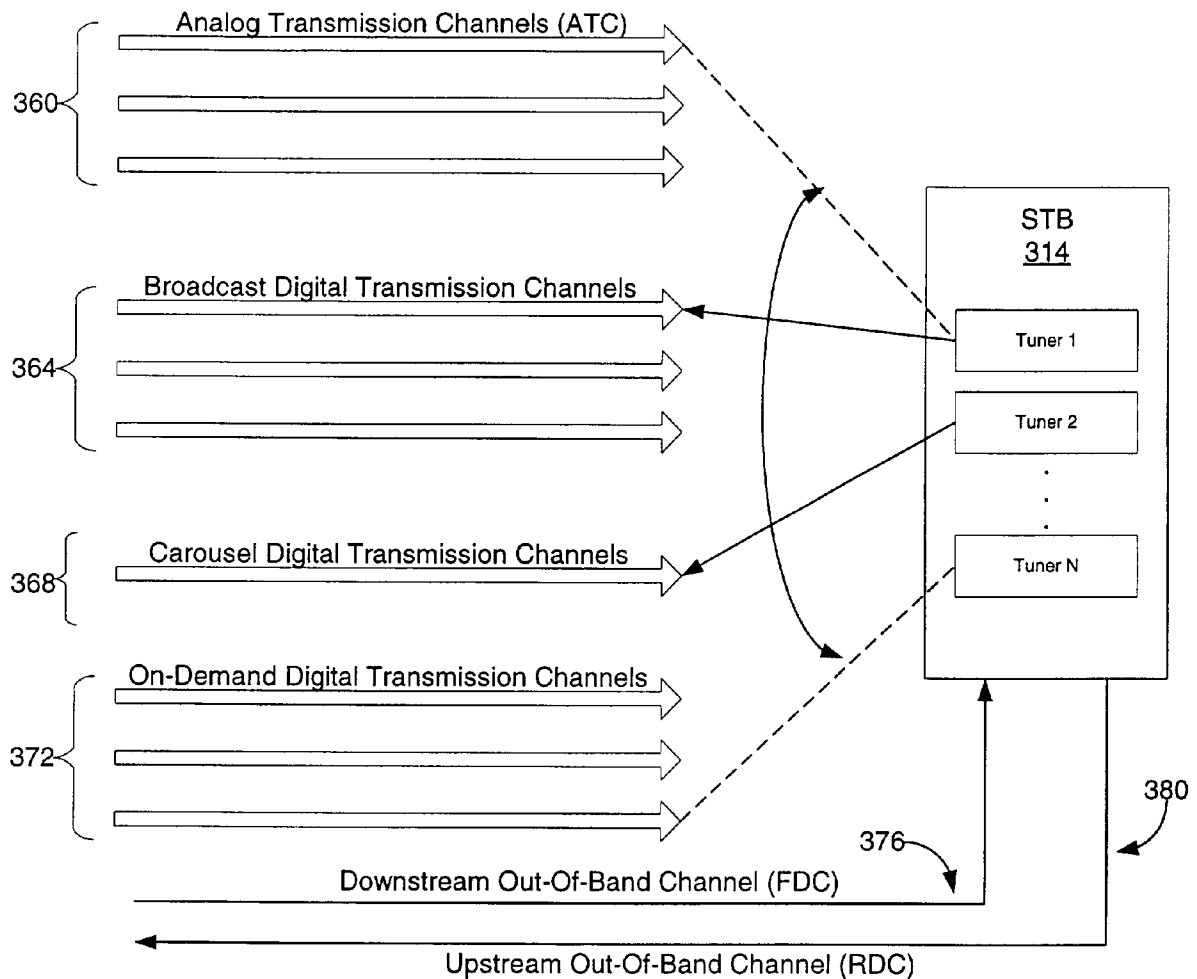 Analog Transmission Channels (ATC)
360
STB
314
Broadcast Digital Transmission Channels
364
Tuner 1
Tuner 2
Carousel Digital Transmission Channels
368
Tuner N
On-Demand Digital Transmission Channels
372
380
376
Downstream Out-Of-Band Channel (FDC)
Upstream Out-Of-Band Channel (RDC)